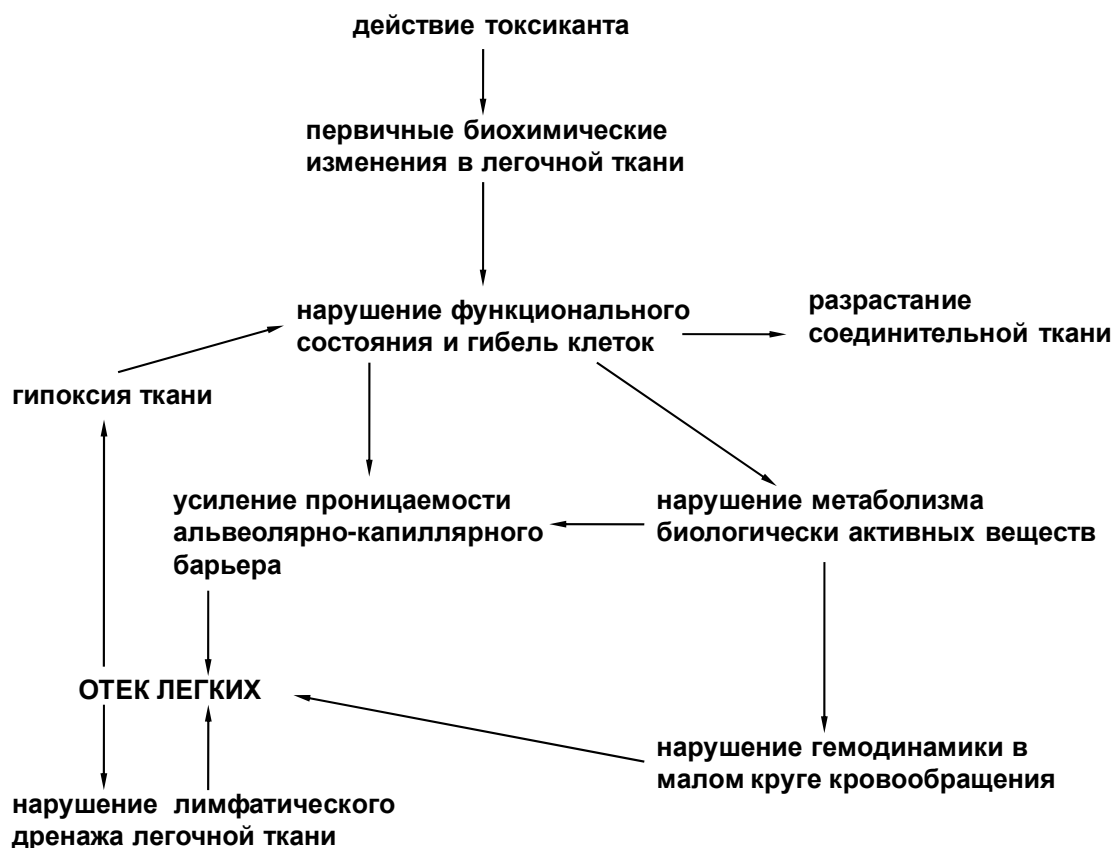 действие токсиканта
первичные биохимические
изменения в легочной ткани
нарушение функционального
состояния и гибель клеток
разрастание
соединительной ткани
гипоксия ткани
усиление проницаемости
альвеолярно-капиллярного
барьера
нарушение метаболизма
биологически активных веществ
ОТЕК ЛЕГКИХ
нарушение гемодинамики в
малом круге кровообращения
нарушение лимфатического
дренажа легочной ткани